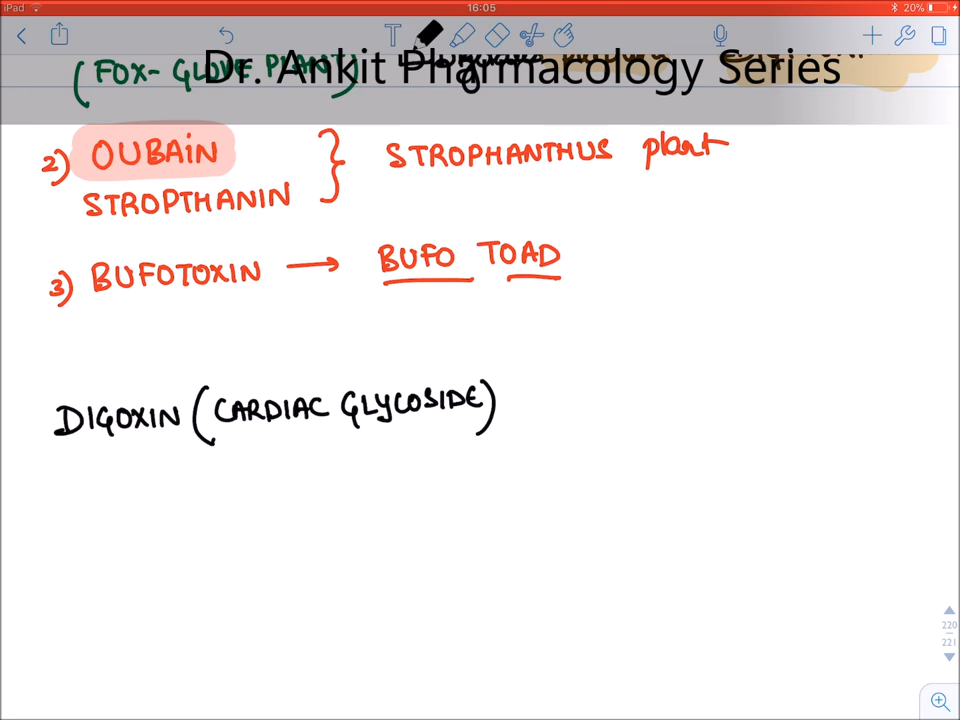 iPad 16:05 20%
T
Dr. Ankit Pharmacology Series
(FOX-GLOVE PLANT)
2) OUBAiN } STROPHANTHUS plant
STROPTHANIN
3) BUFOTOXIN → BUFO TOAD
DIGOXIN (CARDIAC GLYCOSIDE)
220
221